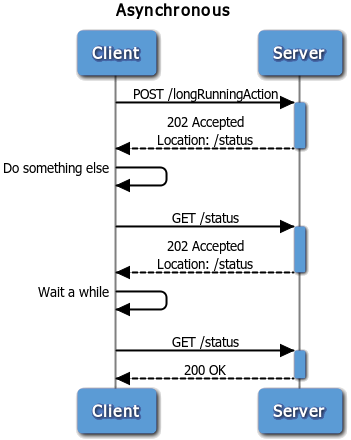 Asynchronous
Client
Server
POST /longRunningAction
202 Accepted
Location: /status
Do something else
GET /status
202 Accepted
Location: /status
Wait a while
GET /status
200 OK
Client
Server